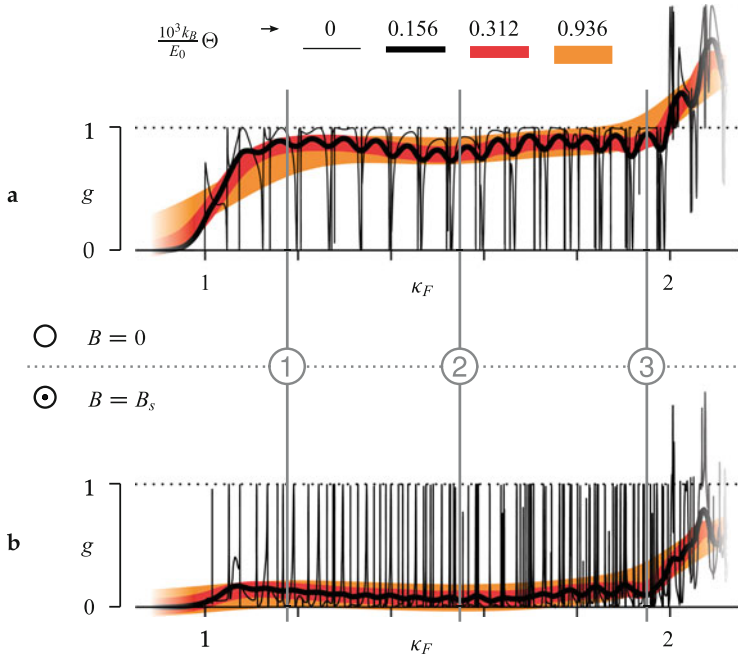 10³k_B/E₀ Θ → 0 0.156 0.312 0.936
1
a g
0
1 κ_F 2
B = 0
1 2 3
B = B_s
1
b g
0
1 κ_F 2